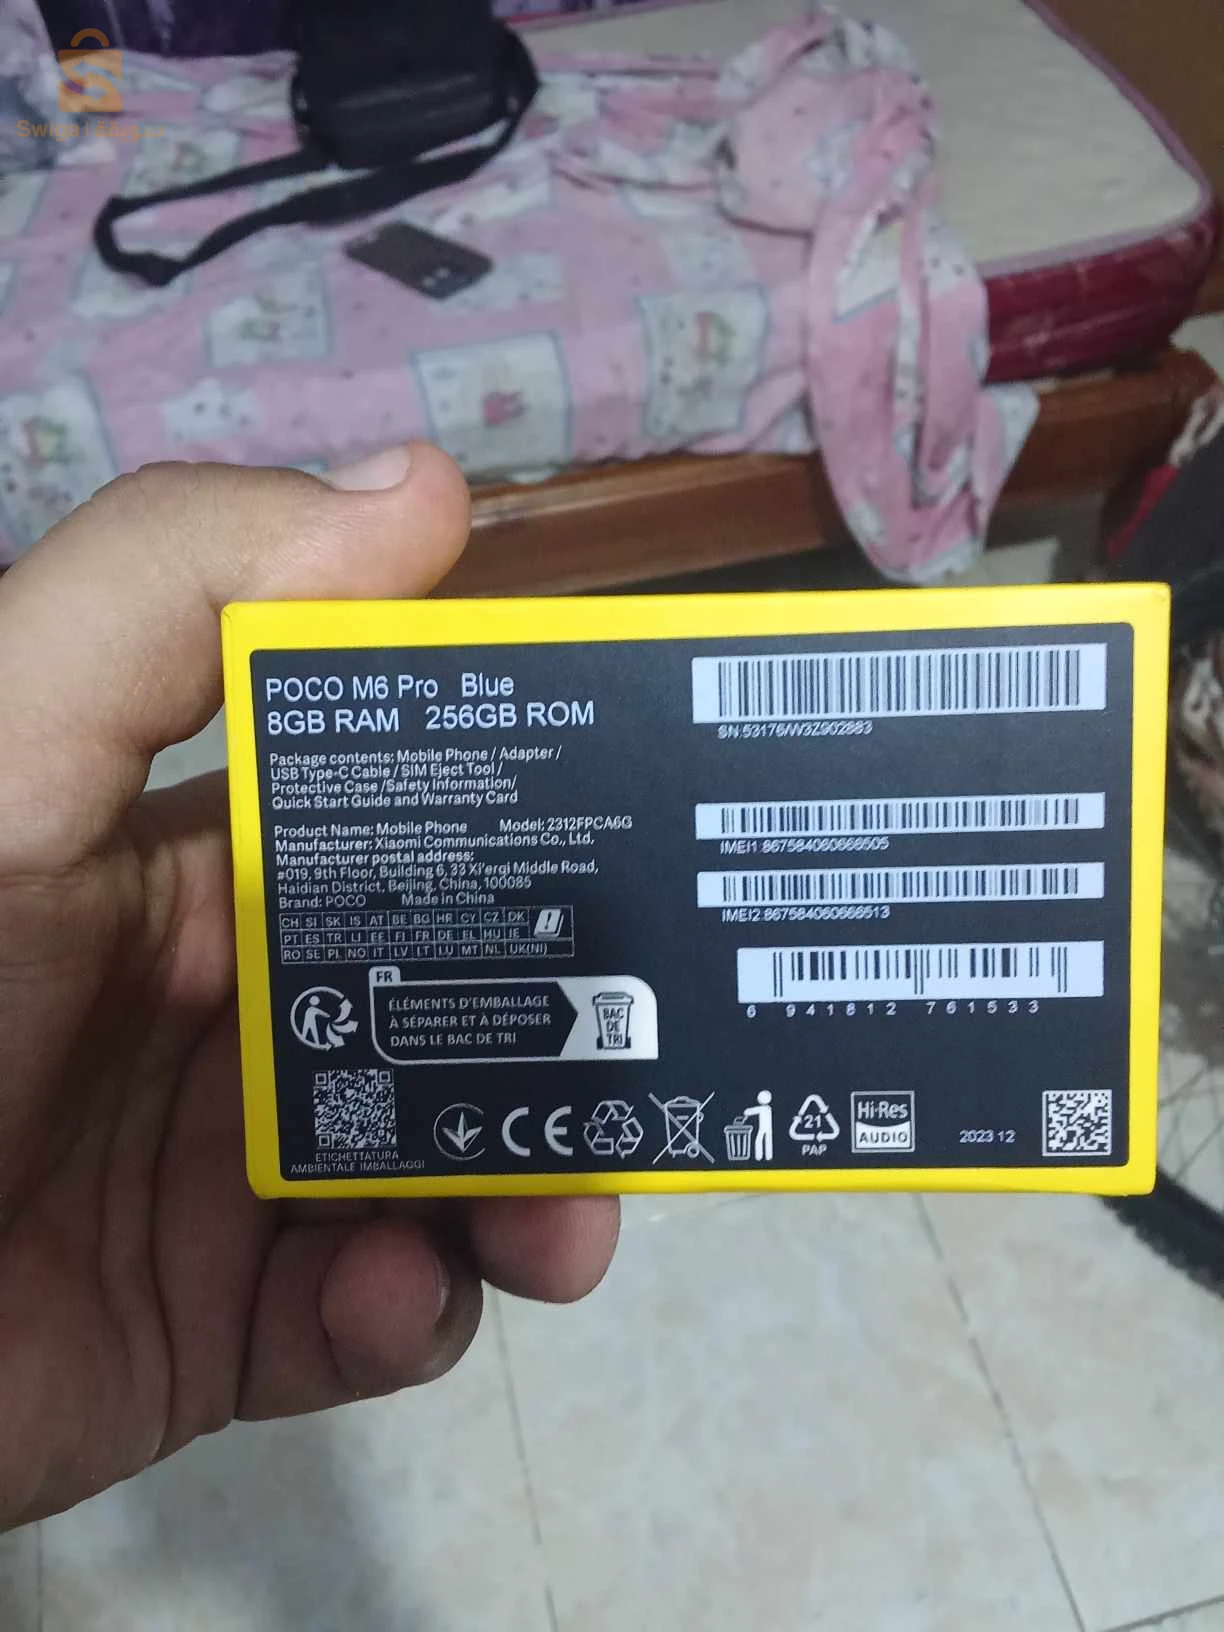 POCO M6 Pro Blue
8GB RAM 256GB ROM
Package contents: Mobile Phone / Adapter /
USB Type-C Cable / SIM Eject Tool /
Protective Case /Safety Information/
Quick Start Guide and Warranty Card
Product Name: Mobile Phone Model: 2312FPCA6G
Manufacturer: Xiaomi Communications Co., Ltd.
Manufacturer postal address:
#019, 9th Floor, Building 6, 33 Xi'erqi Middle Road,
Haidian District, Beijing, China, 100085
Brand: POCO Made in China
CH SI SK IS AT BE BG HR CY CZ DK
PT ES TR LI EE FI FR DE EL HU IE
RO SE PL NO IT LV LT LU MT NL UK(NI)
FR
ÉLÉMENTS D'EMBALLAGE
À SÉPARER ET À DÉPOSER
DANS LE BAC DE TRI
BAC
DE
TRI
ETICHETTATURA
AMBIENTALE IMBALLAGGI
SN:53176/W3Z902883
IMEI1:867584060666505
IMEI2:867584060666513
6 941812 761533
CE
21
PAP
Hi-Res
AUDIO
2023 12